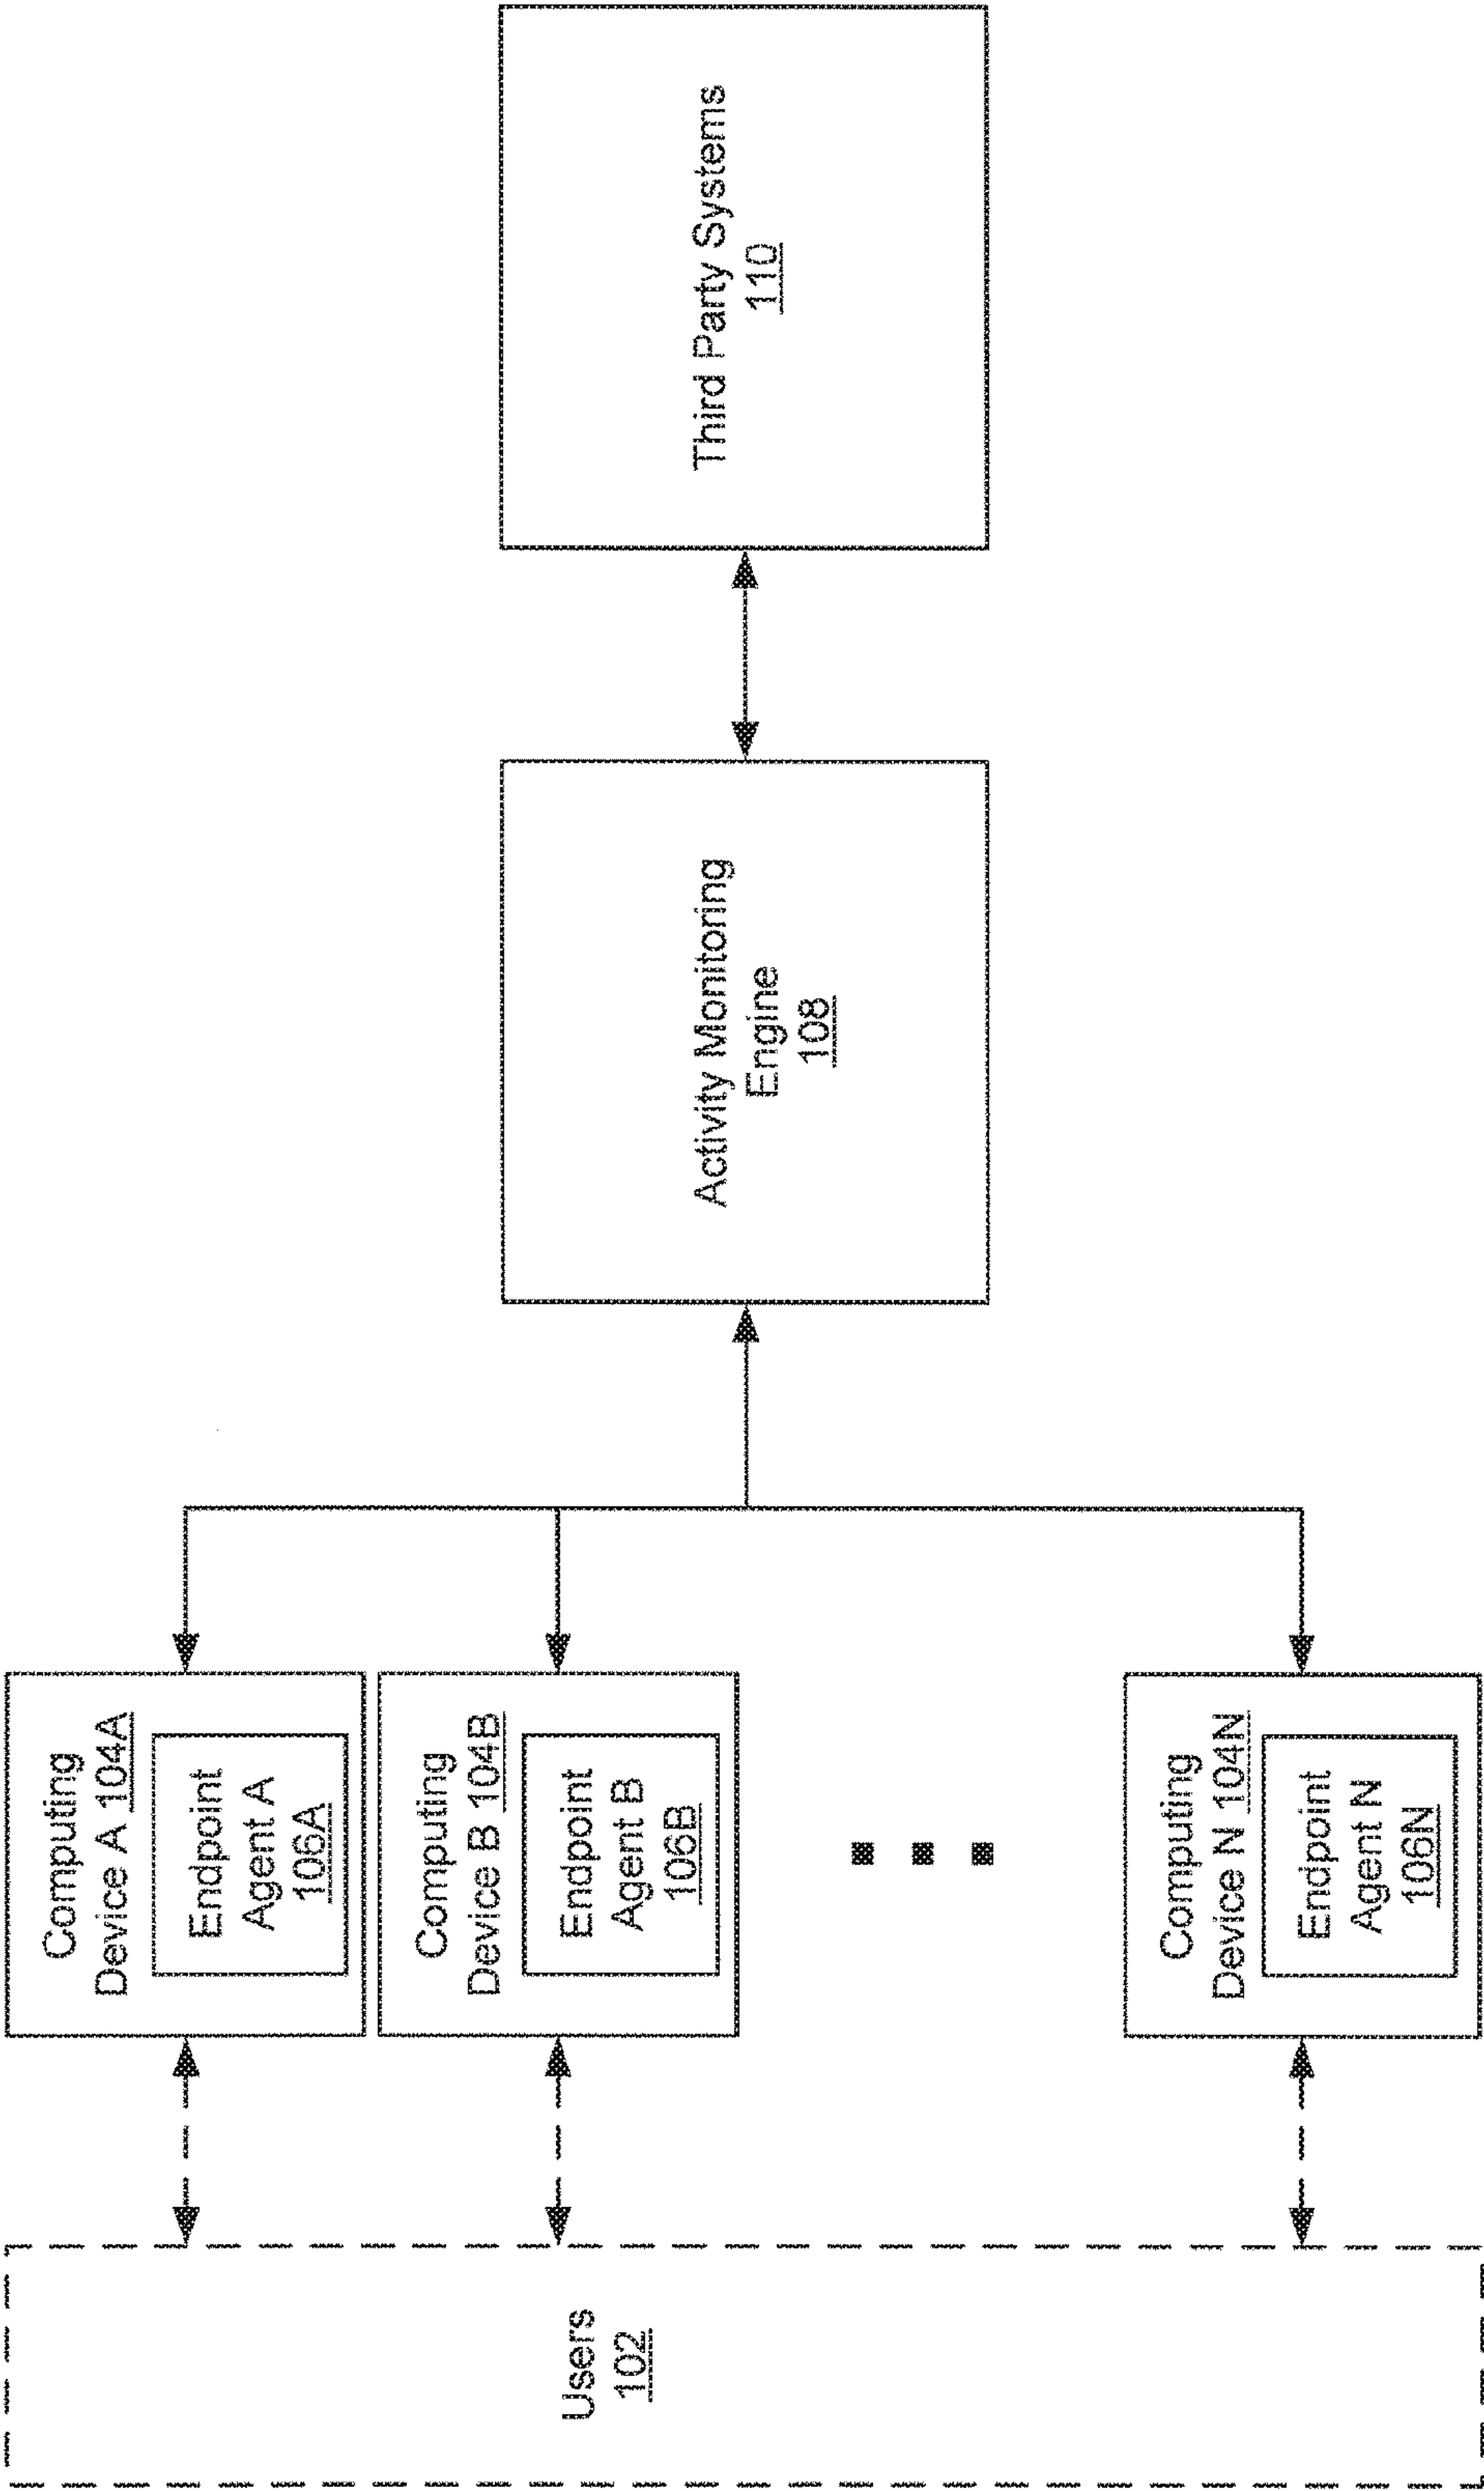 Users
102
Computing
Device A 104A
Endpoint
Agent A
106A
Computing
Device B 104B
Endpoint
Agent B
106B
Computing
Device N 104N
Endpoint
Agent N
106N
Activity Monitoring
Engine
108
Third Party Systems
110